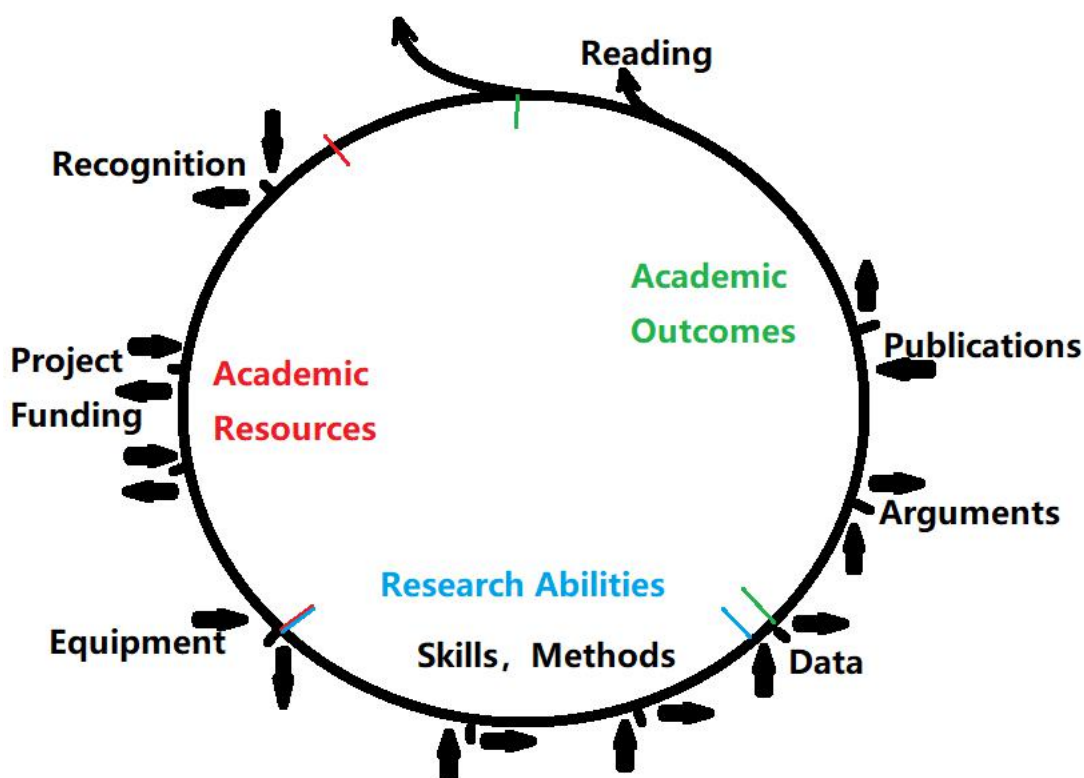 Reading
Recognition
Academic
Outcomes
Publications
Project
Funding
Academic
Resources
Arguments
Research Abilities
Equipment
Skills, Methods
Data